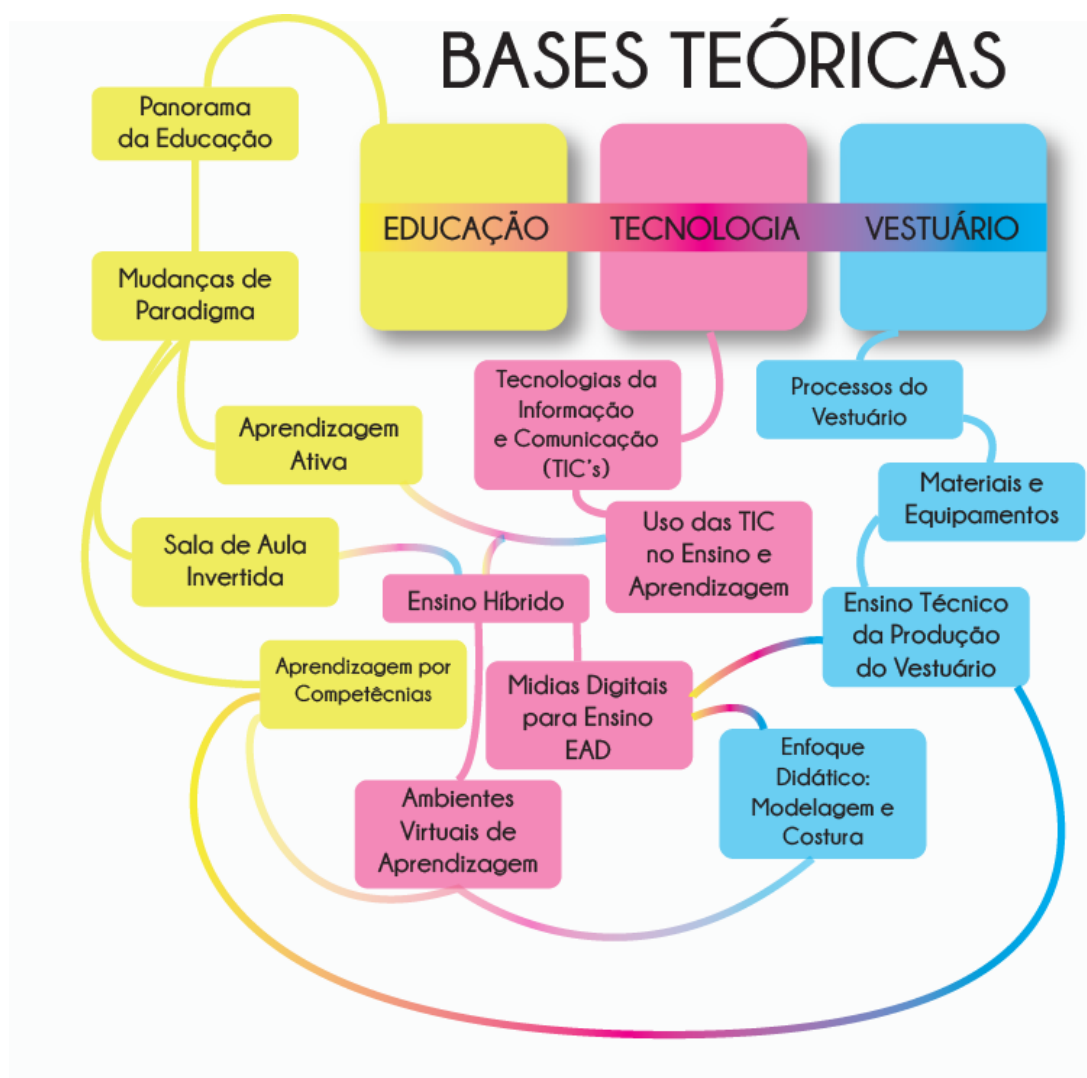 BASES TEÓRICAS
Panorama
da Educação
EDUCAÇÃO
TECNOLOGIA
VESTUÁRIO
Mudanças de
Paradigma
Tecnologias da
Informação
e Comunicação
(TIC's)
Processos do
Vestuário
Aprendizagem
Ativa
Materiais e
Equipamentos
Uso das TIC
no Ensino e
Aprendizagem
Sala de Aula
Invertida
Ensino Híbrido
Ensino Técnico
da Produção
do Vestuário
Aprendizagem por
Competêcnias
Midias Digitais
para Ensino
EAD
Enfoque
Didático:
Modelagem e
Costura
Ambientes
Virtuais de
Aprendizagem